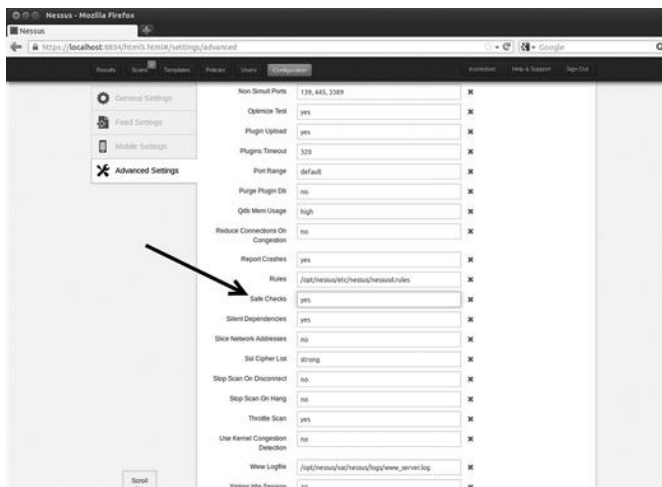 Nessus - Mozilla Firefox
Nessus
https://localhost:8834/html5.html#/settings/advanced
Google
Results Scans Templates Policies Users Configuration
Help & Support Sign Out
General Settings
Feed Settings
Mobile Settings
Advanced Settings
Non Simult Ports 139, 445, 3389
Optimize Test yes
Plugin Upload yes
Plugins Timeout 320
Port Range default
Purge Plugin Db no
Qdb Mem Usage high
Reduce Connections On
Congestion no
Report Crashes yes
Rules /opt/nessus/etc/nessus/nessusd.rules
Safe Checks yes
Silent Dependencies yes
Slice Network Addresses no
Ssl Cipher List strong
Stop Scan On Disconnect no
Stop Scan On Hang no
Throttle Scan yes
Use Kernel Congestion
Detection no
Www Logfile /opt/nessus/var/nessus/logs/www_server.log
Scroll